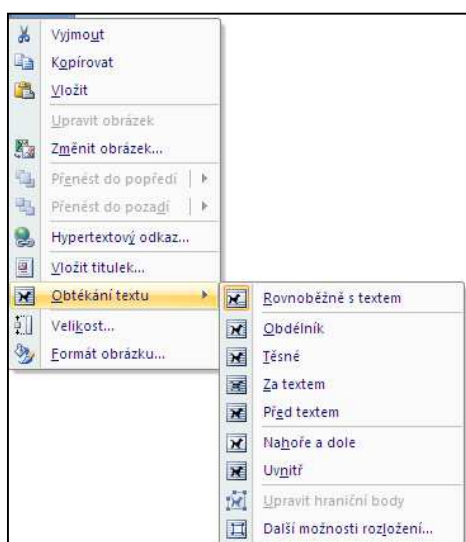 Vyjmout
Kopírovat
Vložit
Upravit obrázek
Změnit obrázek...
Přenést do popředí
Přenést do pozadí
Hypertextový odkaz...
Vložit titulek...
Obtékání textu
Velikost...
Formát obrázku...
Rovnoběžně s textem
Obdélník
Těsné
Za textem
Před textem
Nahoře a dole
Uvnitř
Upravit hraniční body
Další možnosti rozložení...